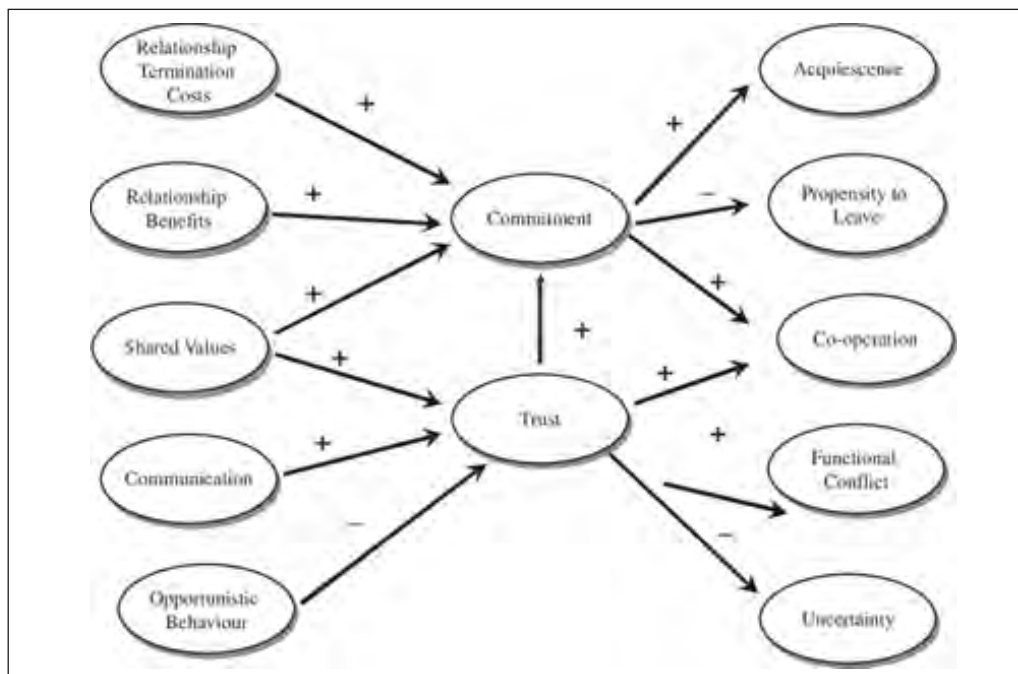 Relationship
Termination
Costs
+
Acquiescence
+
Relationship
Benefits
+
Commitment
−
Propensity to
Leave
+
+
Shared Values
+
+
Co-operation
+
Trust
+
Communication
+
Functional
Conflict
−
−
Opportunistic
Behaviour
Uncertainty